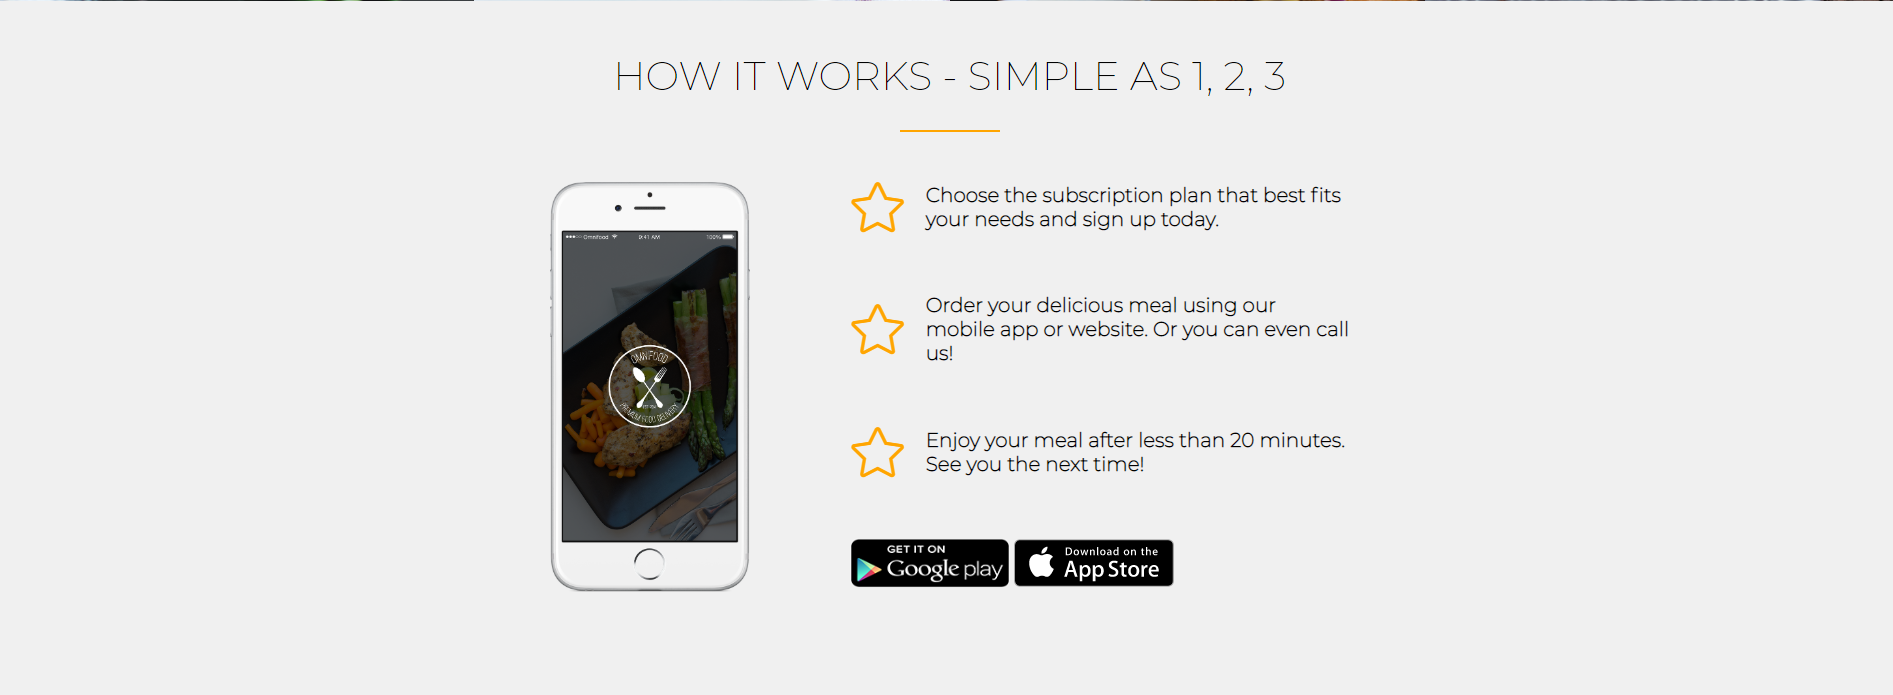 HOW IT WORKS - SIMPLE AS 1, 2, 3
Omnifood
9:41 AM
100%
OMNIFOOD
PREMIUM FOOD DELIVERY
Choose the subscription plan that best fits
your needs and sign up today.
Order your delicious meal using our
mobile app or website. Or you can even call
us!
Enjoy your meal after less than 20 minutes.
See you the next time!
GET IT ON
Google play
Download on the
App Store